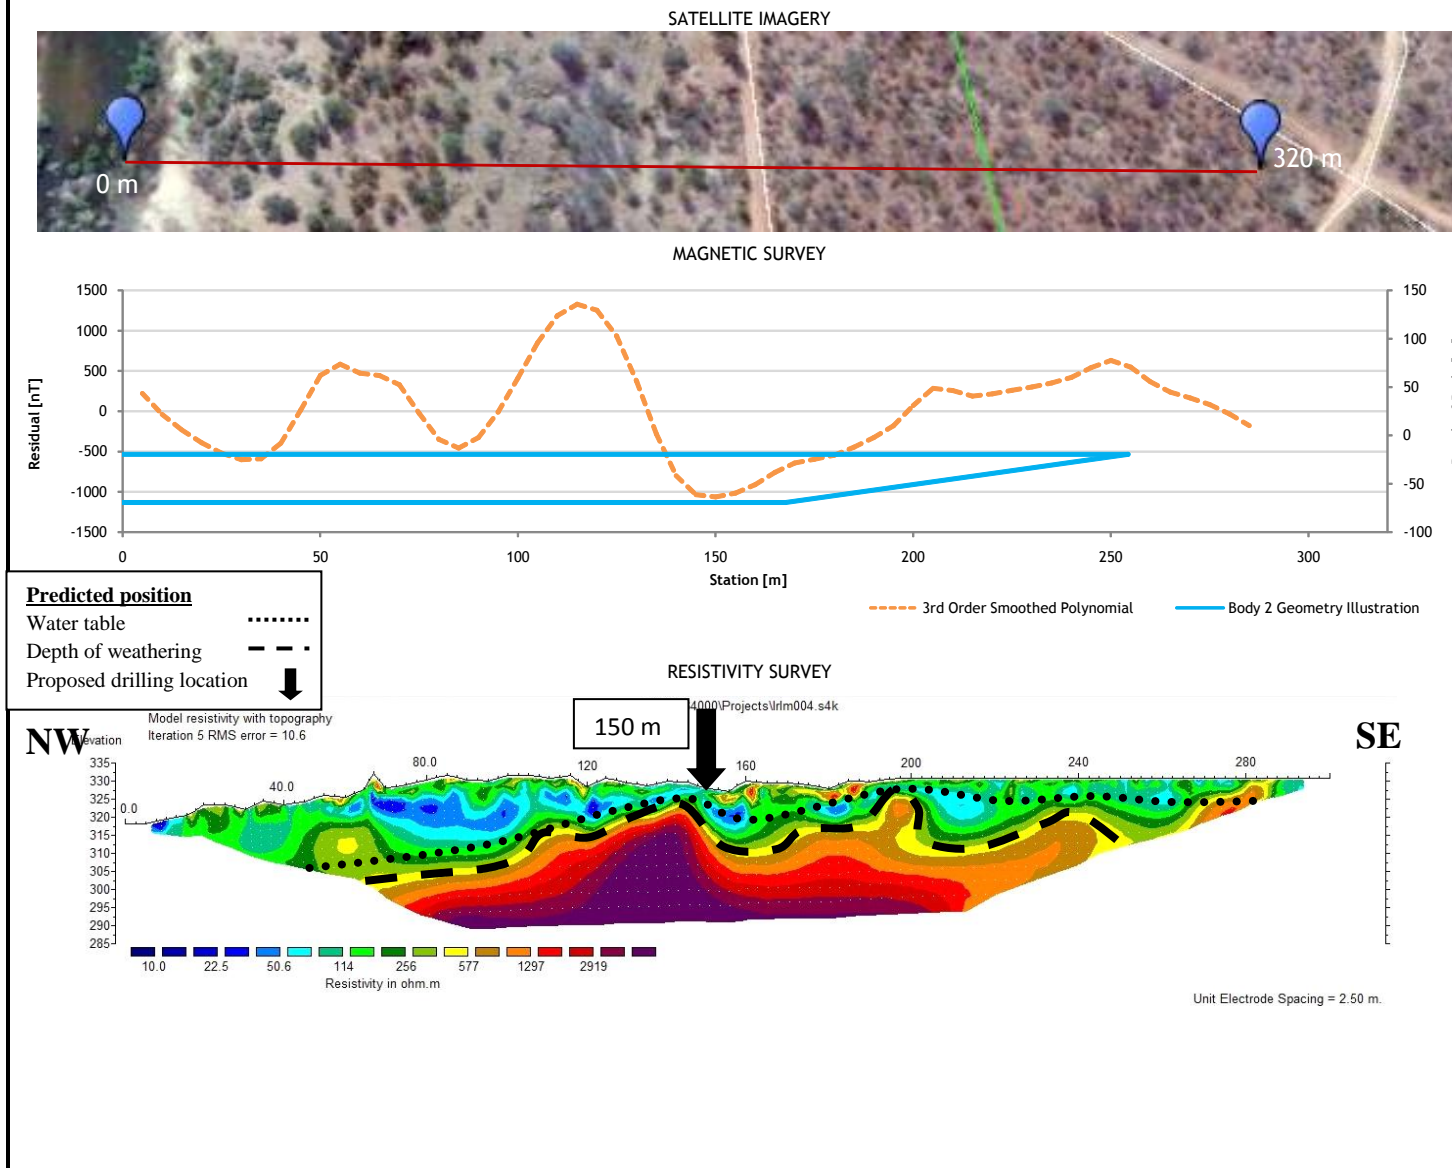 SATELLITE IMAGERY
0 m
320 m
MAGNETIC SURVEY
1500
1000
500
0
-500
-1000
-1500
Residual [nT]
150
100
50
0
-50
-100
0 50 100 150 200 250 300
Station [m]
3rd Order Smoothed Polynomial Body 2 Geometry Illustration
Predicted position
Water table
Depth of weathering
Proposed drilling location
RESISTIVITY SURVEY
Model resistivity with topography
Iteration 5 RMS error = 10.6
4000\Projects\lrlm004.s4k
150 m
NW
SE
Elevation
335
330
325
320
315
310
305
300
295
290
285
0.0 40.0 80.0 120 160 200 240 280
10.0 22.5 50.6 114 256 577 1297 2919
Resistivity in ohm.m
Unit Electrode Spacing = 2.50 m.